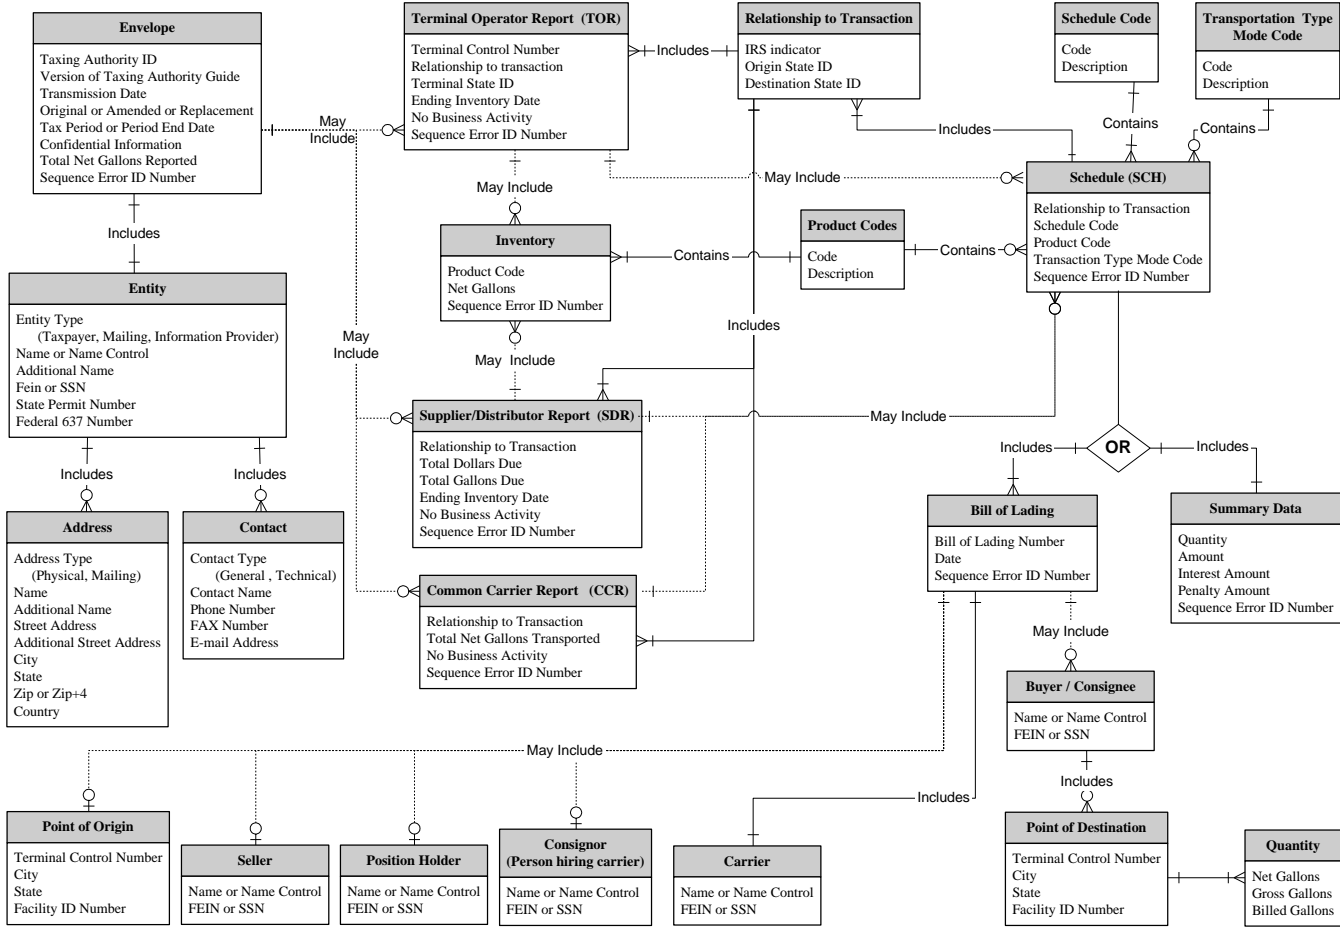 Envelope
Taxing Authority ID
Version of Taxing Authority Guide
Transmission Date
Original or Amended or Replacement
Tax Period or Period End Date
Confidential Information
Total Net Gallons Reported
Sequence Error ID Number
Terminal Operator Report (TOR)
Terminal Control Number
Relationship to transaction
Terminal State ID
Ending Inventory Date
No Business Activity
Sequence Error ID Number
Includes
Relationship to Transaction
IRS indicator
Origin State ID
Destination State ID
Schedule Code
Code
Description
Transportation Type
Mode Code
Code
Description
May
Include
Includes
Contains
Contains
May Include
May Include
Schedule (SCH)
Relationship to Transaction
Schedule Code
Product Code
Transaction Type Mode Code
Sequence Error ID Number
Includes
Inventory
Product Code
Net Gallons
Sequence Error ID Number
Contains
Product Codes
Code
Description
Contains
Entity
Entity Type
(Taxpayer, Mailing, Information Provider)
Name or Name Control
Additional Name
Fein or SSN
State Permit Number
Federal 637 Number
May
Include
May Include
Includes
Supplier/Distributor Report (SDR)
Relationship to Transaction
Total Dollars Due
Total Gallons Due
Ending Inventory Date
No Business Activity
Sequence Error ID Number
May Include
Includes
OR
Includes
Includes
Includes
Address
Address Type
(Physical, Mailing)
Name
Additional Name
Street Address
Additional Street Address
City
State
Zip or Zip+4
Country
Contact
Contact Type
(General , Technical)
Contact Name
Phone Number
FAX Number
E-mail Address
Common Carrier Report (CCR)
Relationship to Transaction
Total Net Gallons Transported
No Business Activity
Sequence Error ID Number
Bill of Lading
Bill of Lading Number
Date
Sequence Error ID Number
Summary Data
Quantity
Amount
Interest Amount
Penalty Amount
Sequence Error ID Number
May Include
Buyer / Consignee
Name or Name Control
FEIN or SSN
May Include
Includes
Includes
Point of Origin
Terminal Control Number
City
State
Facility ID Number
Seller
Name or Name Control
FEIN or SSN
Position Holder
Name or Name Control
FEIN or SSN
Consignor
(Person hiring carrier)
Name or Name Control
FEIN or SSN
Carrier
Name or Name Control
FEIN or SSN
Point of Destination
Terminal Control Number
City
State
Facility ID Number
Quantity
Net Gallons
Gross Gallons
Billed Gallons